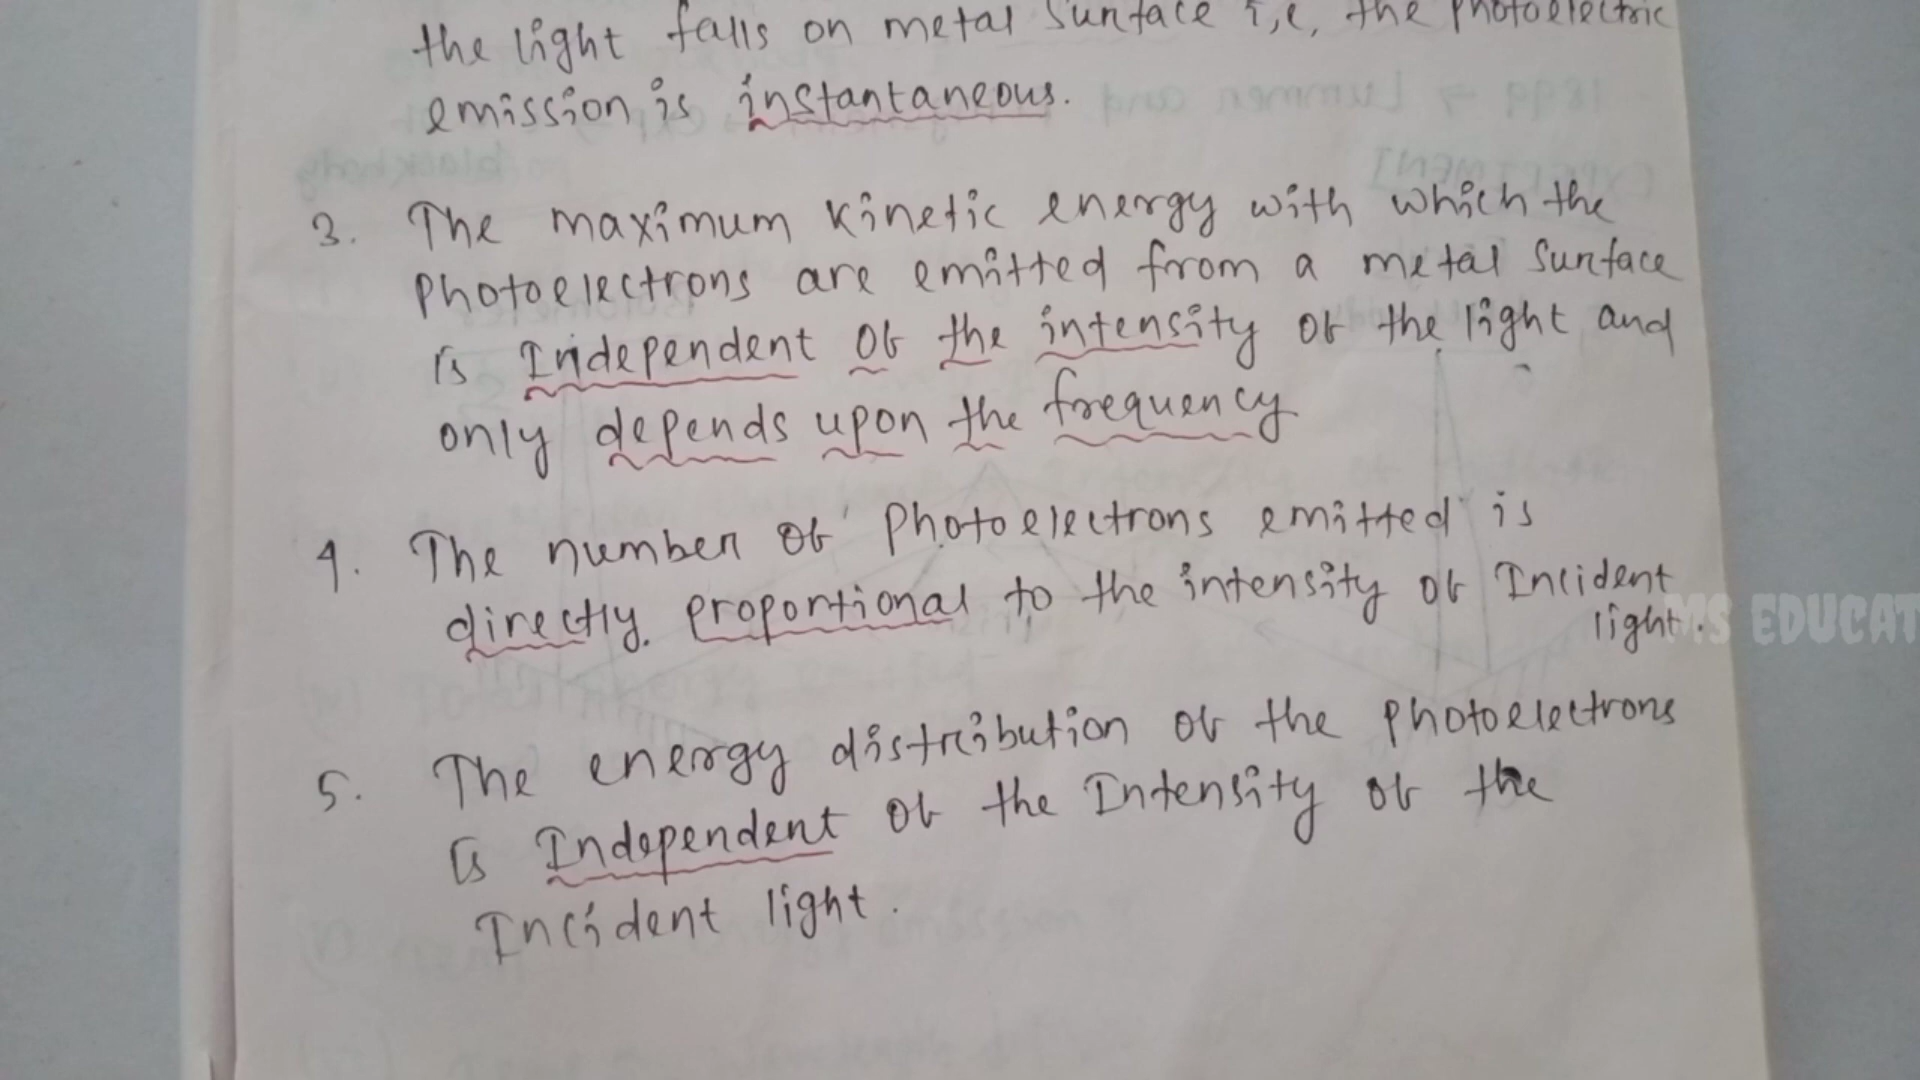 the light falls on metal surface i,e, the photoelectric
emission is instantaneous.
3. The maximum kinetic energy with which the
photoelectrons are emitted from a metal surface
is Independent of the intensity of the light and
only depends upon the frequency
4. The number of photoelectrons emitted is
directly proportional to the intensity of Incident
light.
MS EDUCAT
5. The energy distribution of the photoelectrons
is Independent of the Intensity of the
Incident light.